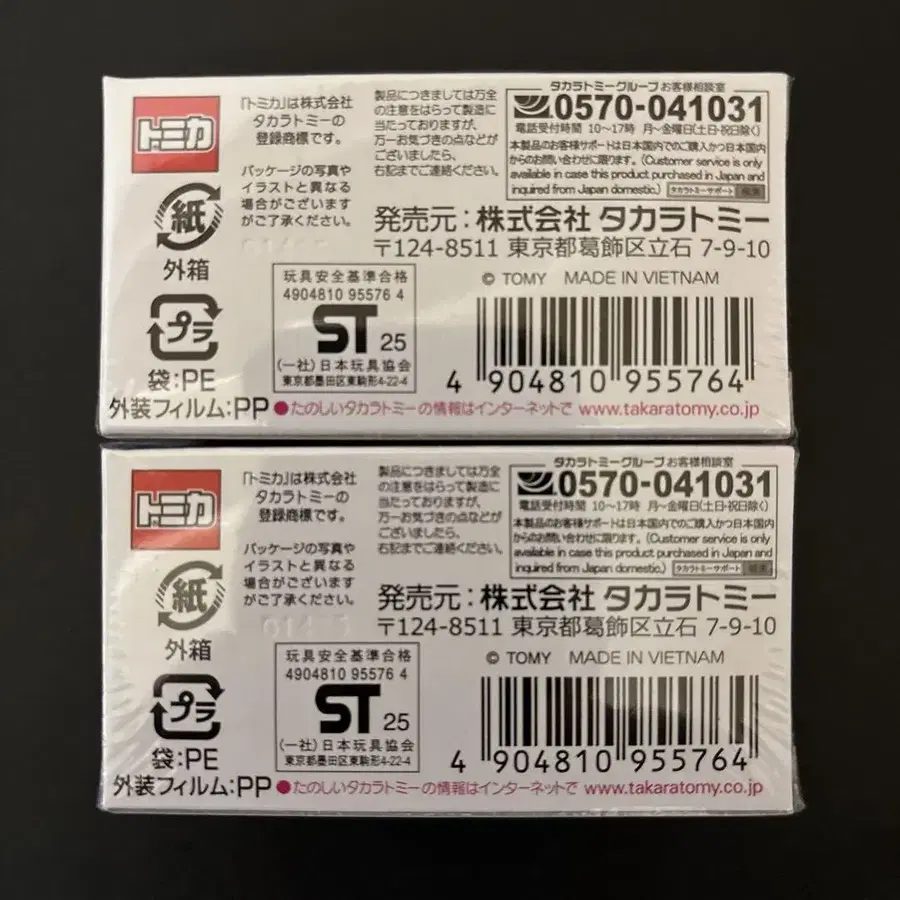 トミカ
「トミカ」は株式会社
タカラトミーの
登録商標です。
パッケージの写真や
イラストと異なる
場合がございます
がご了承ください。
製品につきましては万全
の注意をはらって製造に
当たっておりますが、
万一お気づきの点などが
ございましたら、
右記までご連絡ください。
タカラトミーグループお客様相談室
0570-041031
電話受付時間 10〜17時 月〜金曜日(土日・祝日除く)
本製品のお客様サポートは日本国内でのご購入かつ日本国内
からのお問い合わせに限ります。(Customer service is only
available in case this product purchased in Japan and
inquired from Japan domestic.) タカラトミーサポート 検索
発売元:株式会社 タカラトミー
〒124-8511 東京都葛飾区立石 7-9-10
© TOMY MADE IN VIETNAM
紙
外箱
プラ
袋:PE
外装フィルム:PP
玩具安全基準合格
4904810 95576 4
ST 25
(一社)日本玩具協会
東京都墨田区東駒形4-22-4
4 904810 955764
●たのしいタカラトミーの情報はインターネットで www.takaratomy.co.jp
トミカ
「トミカ」は株式会社
タカラトミーの
登録商標です。
パッケージの写真や
イラストと異なる
場合がございます
がご了承ください。
製品につきましては万全
の注意をはらって製造に
当たっておりますが、
万一お気づきの点などが
ございましたら、
右記までご連絡ください。
タカラトミーグループお客様相談室
0570-041031
電話受付時間 10〜17時 月〜金曜日(土日・祝日除く)
本製品のお客様サポートは日本国内でのご購入かつ日本国内
からのお問い合わせに限ります。(Customer service is only
available in case this product purchased in Japan and
inquired from Japan domestic.) タカラトミーサポート 検索
発売元:株式会社 タカラトミー
〒124-8511 東京都葛飾区立石 7-9-10
© TOMY MADE IN VIETNAM
紙
外箱
プラ
袋:PE
外装フィルム:PP
玩具安全基準合格
4904810 95576 4
ST 25
(一社)日本玩具協会
東京都墨田区東駒形4-22-4
4 904810 955764
●たのしいタカラトミーの情報はインターネットで www.takaratomy.co.jp